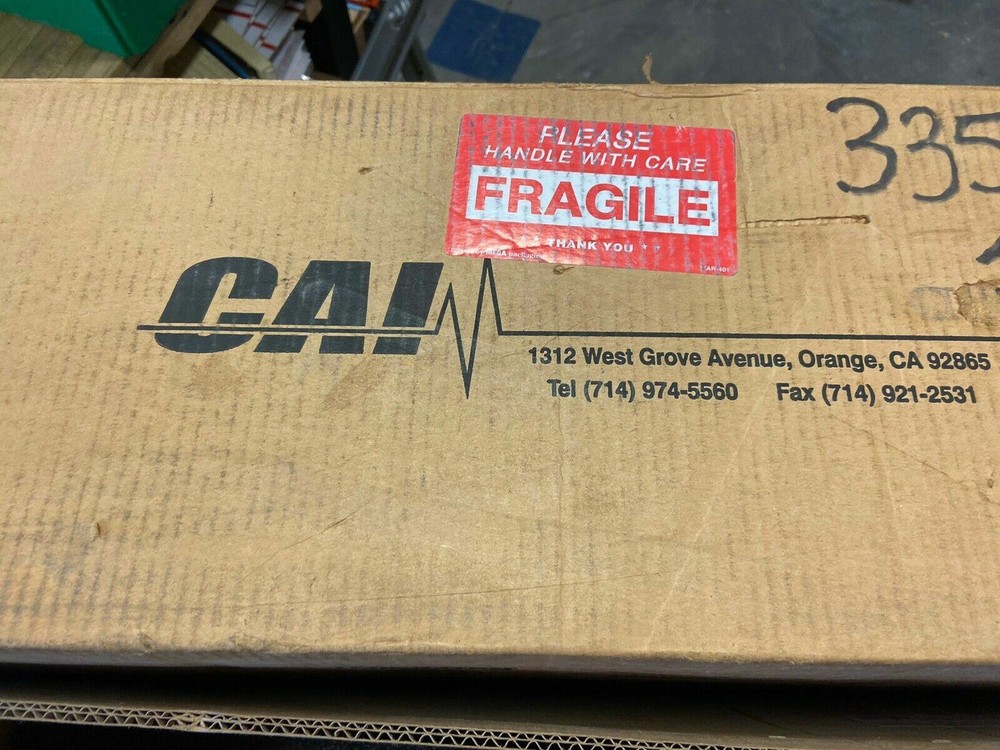 PLEASE
HANDLE WITH CARE
FRAGILE
THANK YOU
335
CAI
1312 West Grove Avenue, Orange, CA 92865
Tel (714) 974-5560 Fax (714) 921-2531